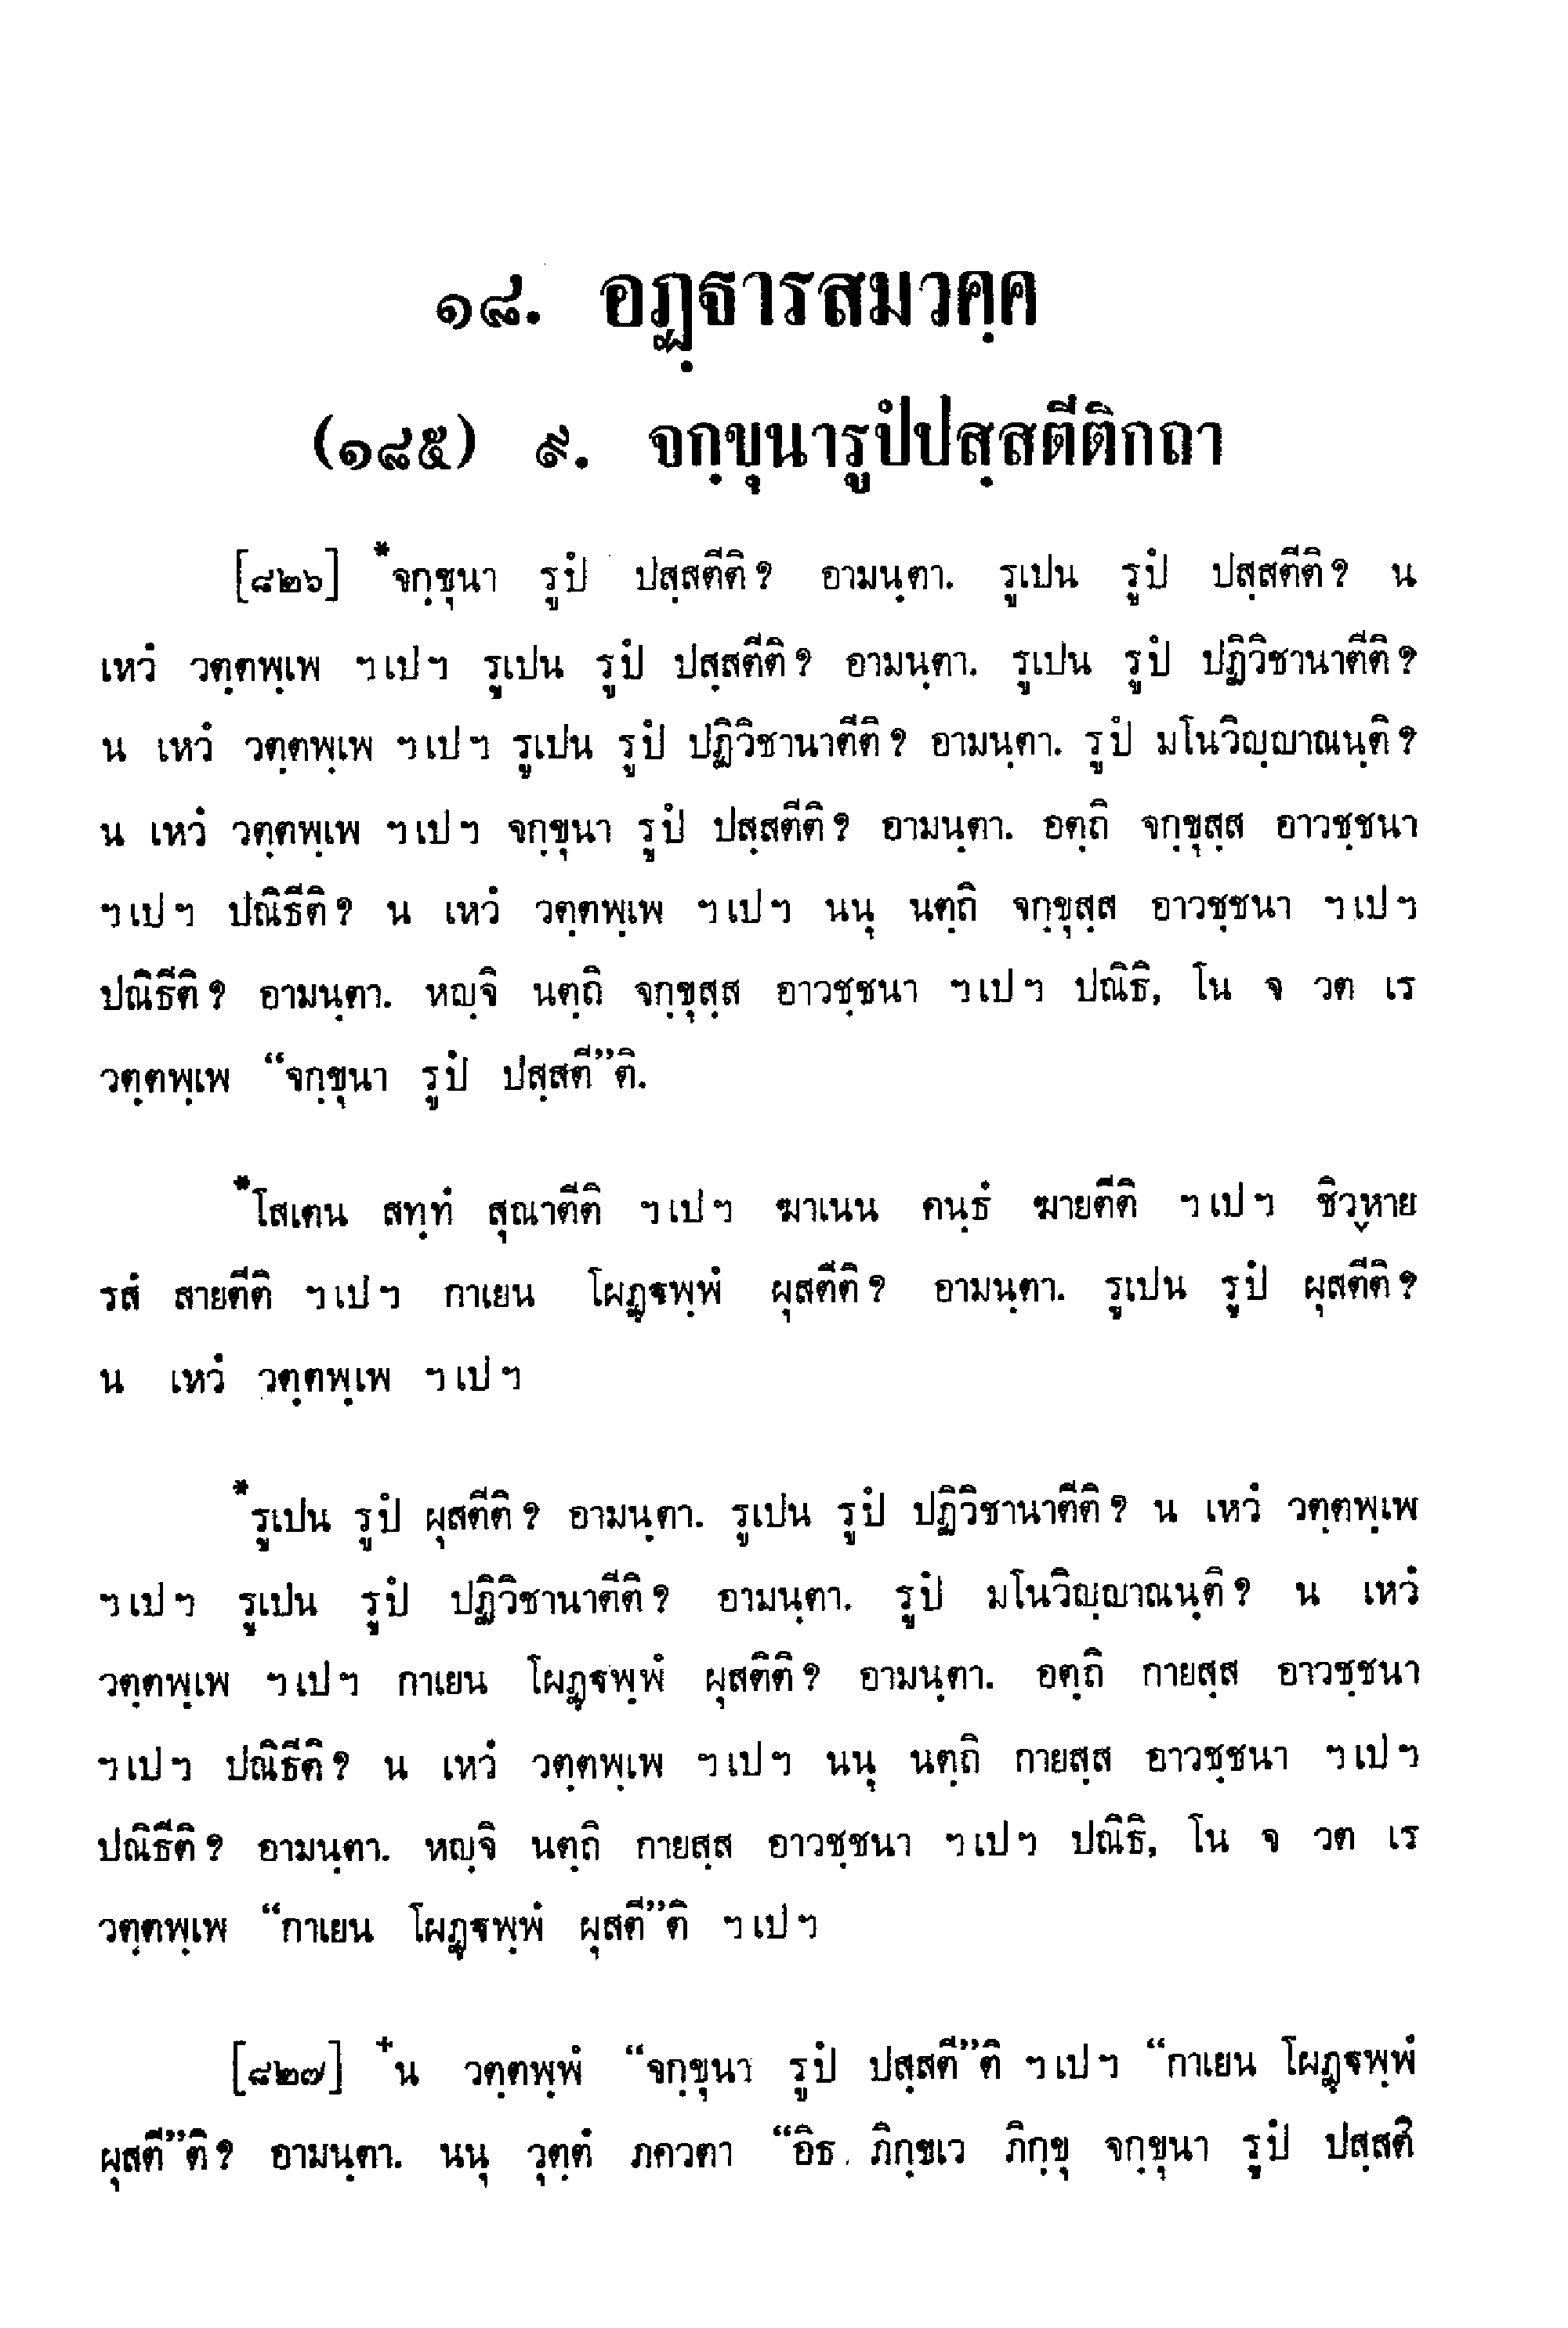 ๑๘. อฏฺฐารสมวคฺค
(๑๘๕) ๙. จกฺขุนารูปํปสฺสตีติกถา
[๘๒๖] *จกฺขุนา รูปํ ปสฺสตีติ? อามนฺตา. รูเปน รูปํ ปสฺสตีติ? น
เหวํ วตฺตพฺเพ ฯเปฯ รูเปน รูปํ ปสฺสตีติ? อามนฺตา. รูเปน รูปํ ปฏิวิชานาตีติ?
น เหวํ วตฺตพฺเพ ฯเปฯ รูเปน รูปํ ปฏิวิชานาตีติ? อามนฺตา. รูปํ มโนวิญฺญาณนฺติ?
น เหวํ วตฺตพฺเพ ฯเปฯ จกฺขุนา รูปํ ปสฺสตีติ? อามนฺตา. อตฺถิ จกฺขุสฺส อาวชฺชนา
ฯเปฯ ปณิธีติ? น เหวํ วตฺตพฺเพ ฯเปฯ นนุ นตฺถิ จกฺขุสฺส อาวชฺชนา ฯเปฯ
ปณิธีติ? อามนฺตา. หญฺจิ นตฺถิ จกฺขุสฺส อาวชฺชนา ฯเปฯ ปณิธิ, โน จ วต เร
วตฺตพฺเพ “จกฺขุนา รูปํ ปสฺสตี”ติ.
*โสเตน สทฺทํ สุณาตีติ ฯเปฯ ฆาเนน คนฺธํ ฆายตีติ ฯเปฯ ชิวฺหาย
รสํ สายตีติ ฯเปฯ กาเยน โผฏฺฐพฺพํ ผุสตีติ? อามนฺตา. รูเปน รูปํ ผุสตีติ?
น เหวํ วตฺตพฺเพ ฯเปฯ
*รูเปน รูปํ ผุสตีติ? อามนฺตา. รูเปน รูปํ ปฏิวิชานาตีติ? น เหวํ วตฺตพฺเพ
ฯเปฯ รูเปน รูปํ ปฏิวิชานาตีติ? อามนฺตา. รูปํ มโนวิญฺญาณนฺติ? น เหวํ
วตฺตพฺเพ ฯเปฯ กาเยน โผฏฺฐพฺพํ ผุสตีติ? อามนฺตา. อตฺถิ กายสฺส อาวชฺชนา
ฯเปฯ ปณิธีติ? น เหวํ วตฺตพฺเพ ฯเปฯ นนุ นตฺถิ กายสฺส อาวชฺชนา ฯเปฯ
ปณิธีติ? อามนฺตา. หญฺจิ นตฺถิ กายสฺส อาวชฺชนา ฯเปฯ ปณิธิ, โน จ วต เร
วตฺตพฺเพ “กาเยน โผฏฺฐพฺพํ ผุสตี”ติ ฯเปฯ
[๘๒๗] +น วตฺตพฺพํ “จกฺขุนา รูปํ ปสฺสตี”ติ ฯเปฯ “กาเยน โผฏฺฐพฺพํ
ผุสตี”ติ? อามนฺตา. นนุ วุตฺตํ ภควตา “อิธ ภิกฺขเว ภิกฺขุ จกฺขุนา รูปํ ปสฺสติ